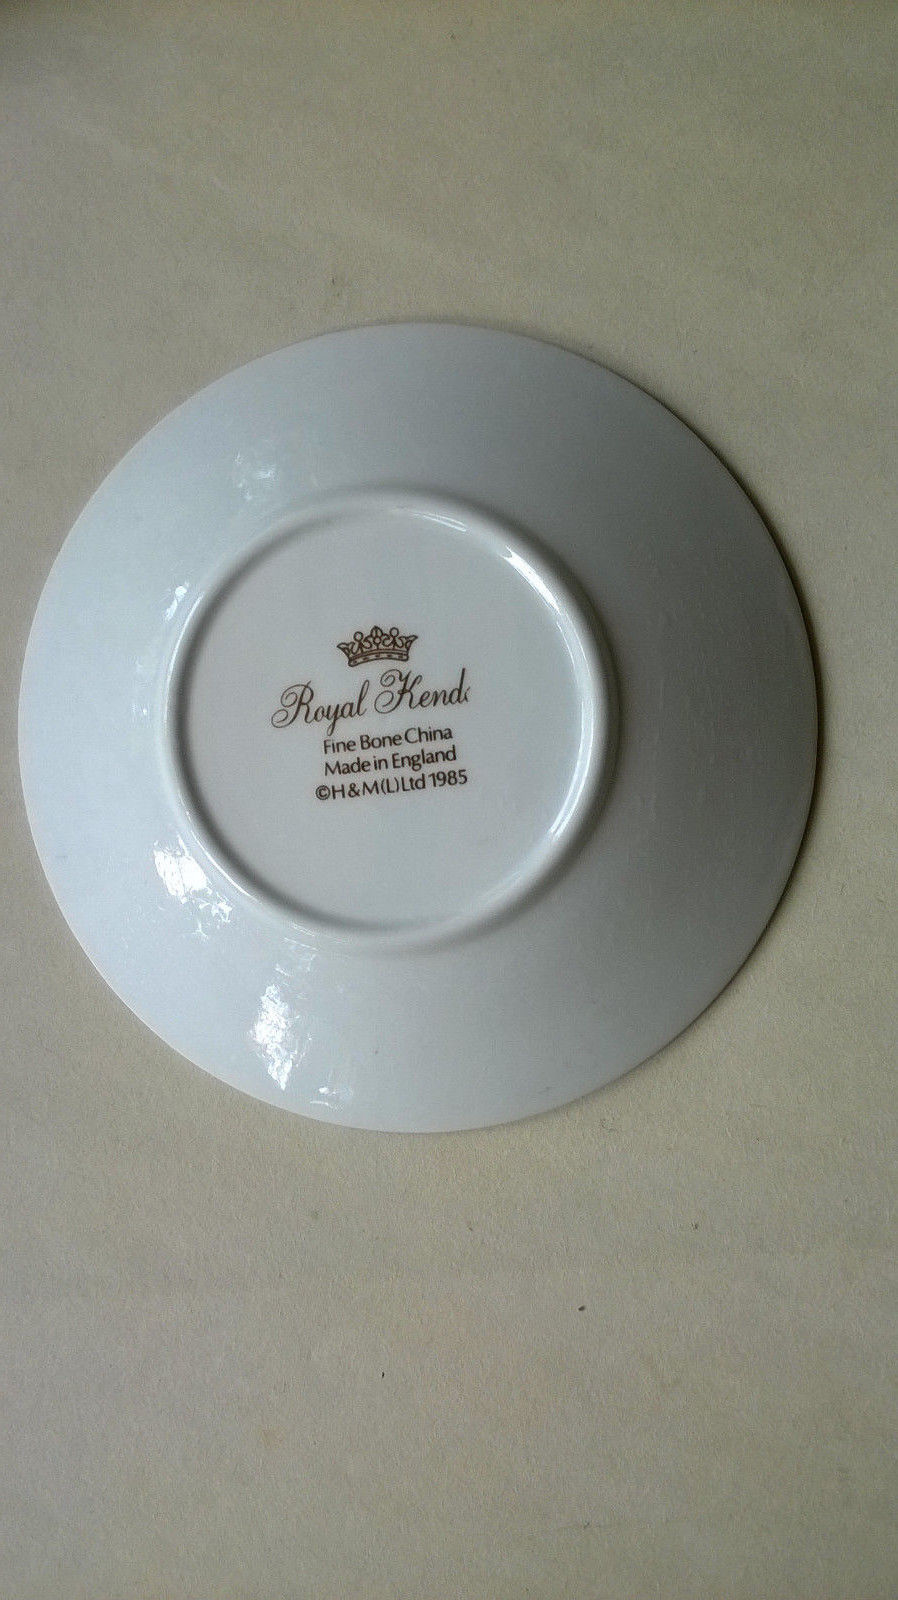 Royal Kend
Fine Bone China
Made in England
©H&M(L)Ltd 1985